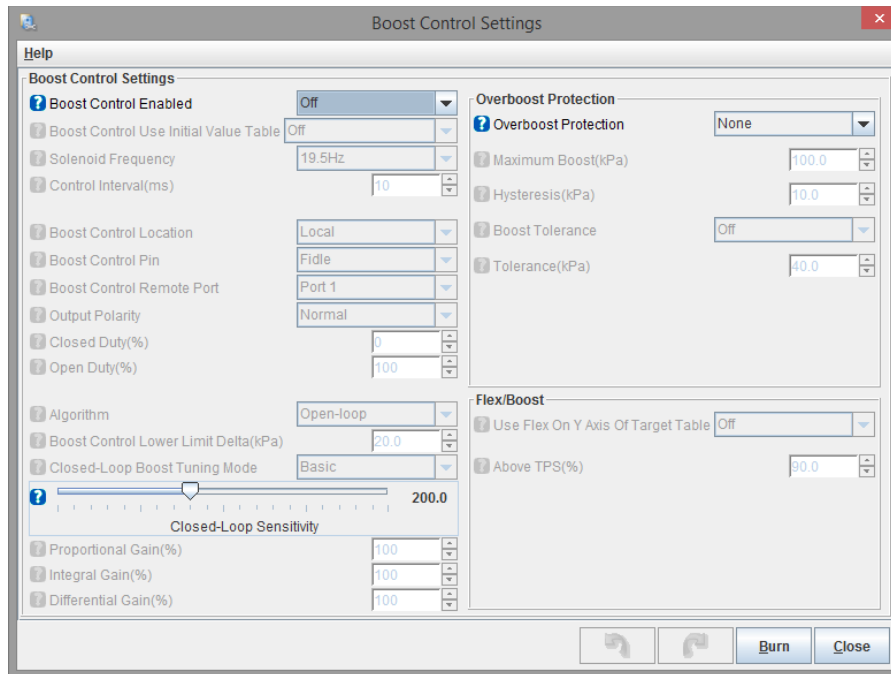 Boost Control Settings
Help
Boost Control Settings
Boost Control Enabled Off
Boost Control Use Initial Value Table Off
Solenoid Frequency 19.5Hz
Control Interval(ms) 10
Boost Control Location Local
Boost Control Pin Fidle
Boost Control Remote Port Port 1
Output Polarity Normal
Closed Duty(%) 0
Open Duty(%) 100
Algorithm Open-loop
Boost Control Lower Limit Delta(kPa) 20.0
Closed-Loop Boost Tuning Mode Basic
200.0
Closed-Loop Sensitivity
Proportional Gain(%) 100
Integral Gain(%) 100
Differential Gain(%) 100
Overboost Protection
Overboost Protection None
Maximum Boost(kPa) 100.0
Hysteresis(kPa) 10.0
Boost Tolerance Off
Tolerance(kPa) 40.0
Flex/Boost
Use Flex On Y Axis Of Target Table Off
Above TPS(%) 90.0
Burn Close